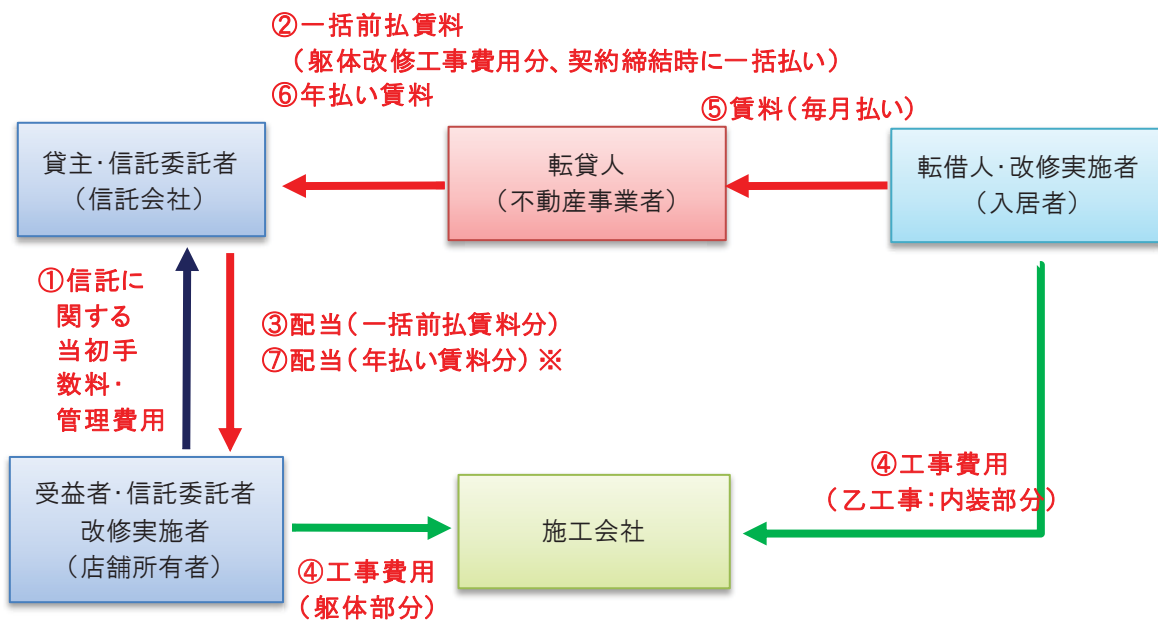 ②一括前払賃料
（躯体改修工事費用分、契約締結時に一括払い）
⑥年払い賃料
⑤賃料（毎月払い）
貸主・信託委託者
（信託会社）
転貸人
（不動産事業者）
転借人・改修実施者
（入居者）
①信託に
関する
当初手
数料・
管理費用
③配当（一括前払賃料分）
⑦配当（年払い賃料分）※
受益者・信託委託者
改修実施者
（店舗所有者）
施工会社
④工事費用
（乙工事：内装部分）
④工事費用
（躯体部分）